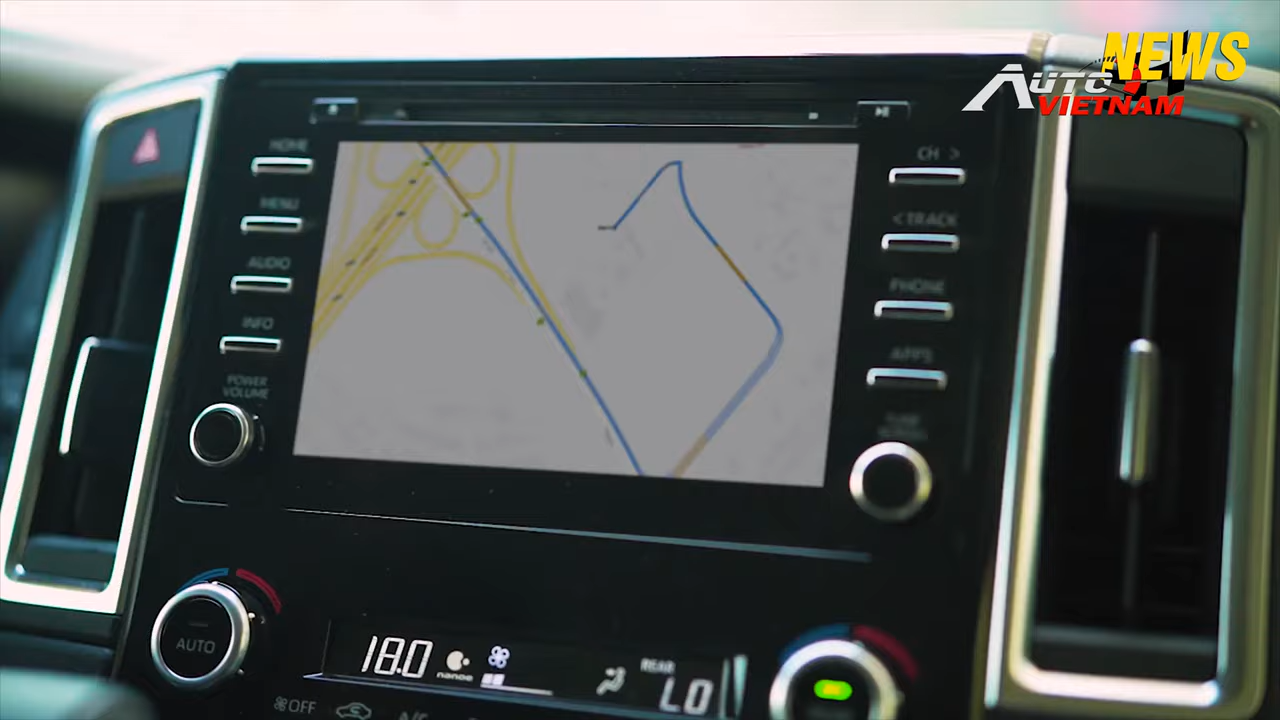 NEWS
AUTO
VIETNAM
HOME
MENU
AUDIO
INFO
POWER
VOLUME
CH >
< TRACK
PHONE
APPS
AUTO
18.0
nanoe
REAR
LO
OFF
A/C